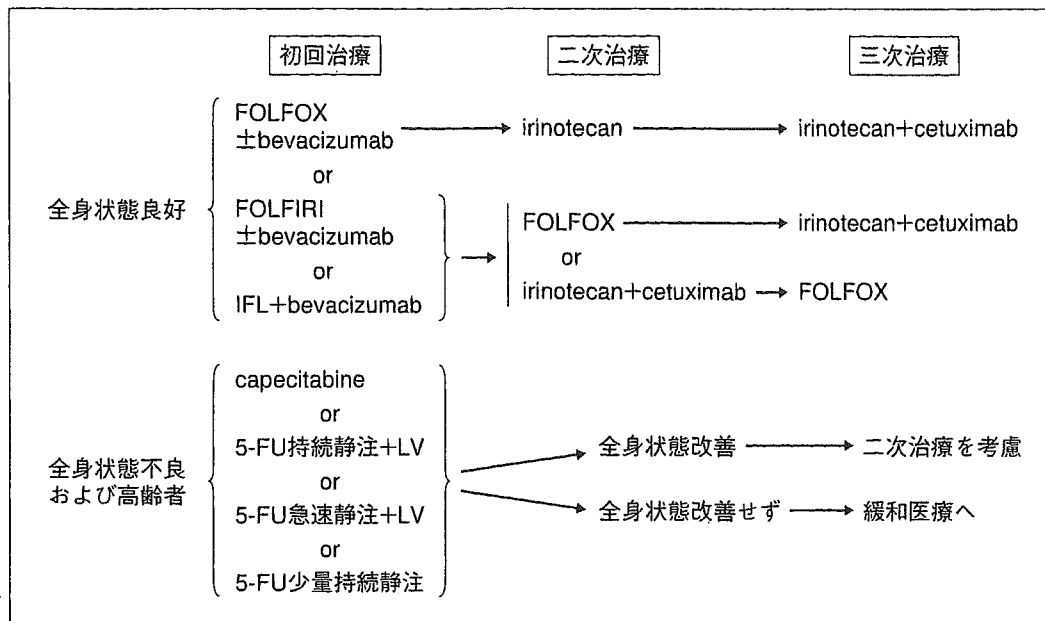 初回治療
二次治療
三次治療
全身状態良好
FOLFOX
±bevacizumab
or
FOLFIRI
±bevacizumab
or
IFL+bevacizumab
irinotecan
irinotecan+cetuximab
FOLFOX
or
irinotecan+cetuximab
irinotecan+cetuximab
FOLFOX
全身状態不良
および高齢者
capecitabine
or
5-FU持続静注+LV
or
5-FU急速静注+LV
or
5-FU少量持続静注
全身状態改善
二次治療を考慮
全身状態改善せず
緩和医療へ